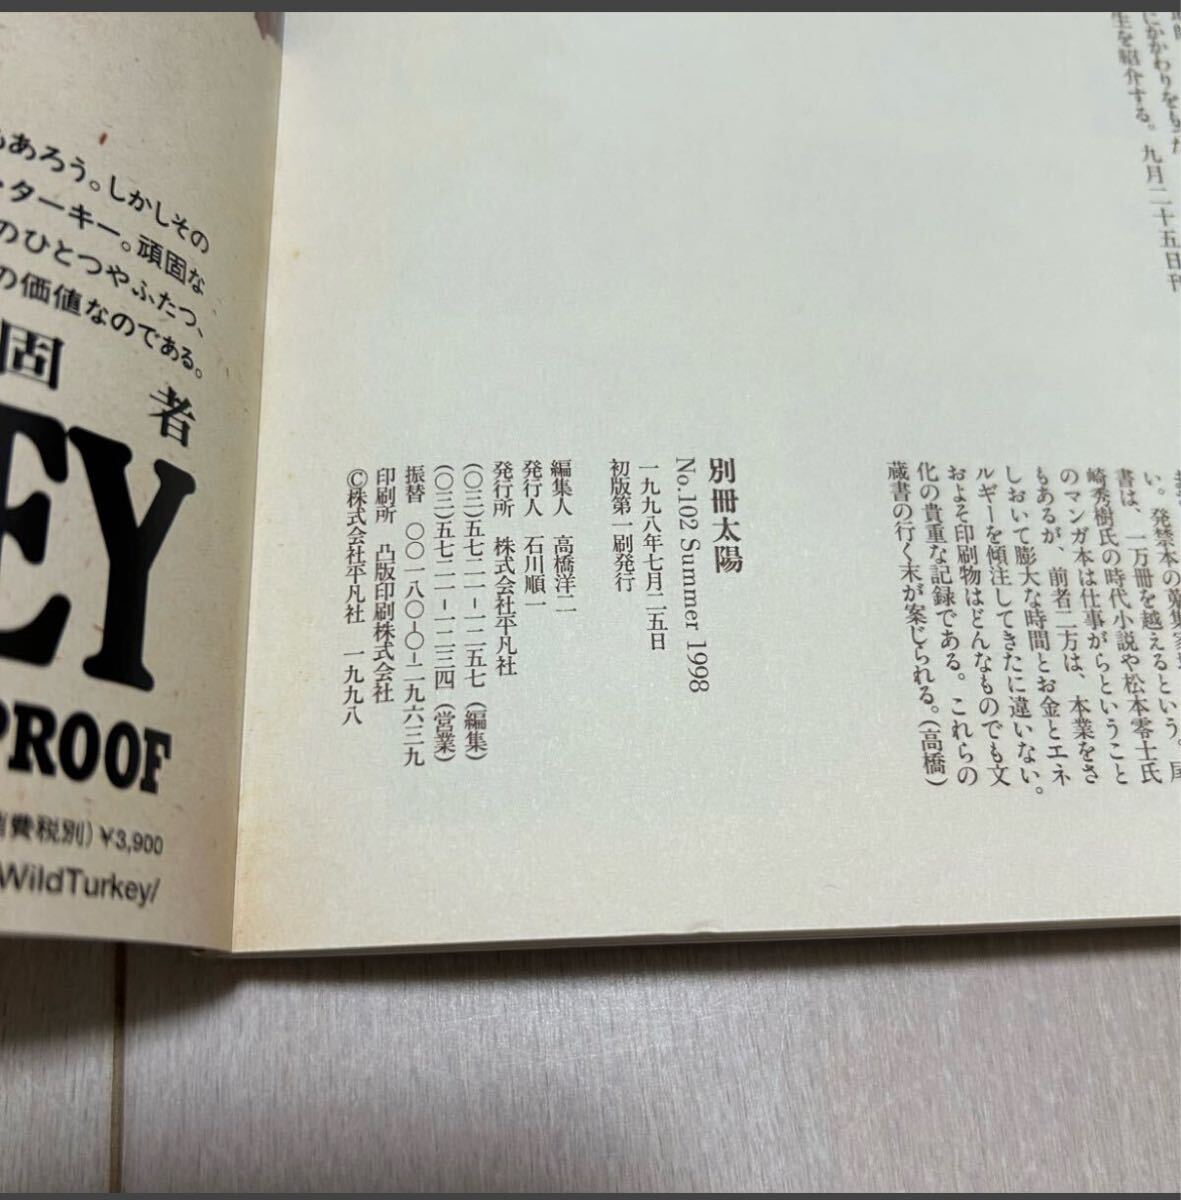 にかかわりをもった
生を紹介する。九月二十五日刊
い。発禁本の蒐集家
書は、一万冊を越えるという。尾
崎秀樹氏の時代小説や松本零士氏
のマンガ本は仕事がらということ
もあるが、前者二方は、本業をさ
しおいて膨大な時間とお金とエネ
ルギーを傾注してきたに違いない。
およそ印刷物はどんなものでも文
化の貴重な記録である。これらの
蔵書の行く末が案じられる。(高橋)
別冊太陽
No.102 Summer 1998
一九九八年七月二五日
初版第一刷発行
編集人 高橋洋二
発行人 石川順一
発行所 株式会社平凡社
(〇三)五七二一-一二五七(編集)
(〇三)五七二一-一二三四(営業)
振替 〇〇一八〇-〇-二九六三九
印刷所 凸版印刷株式会社
©株式会社平凡社 一九九八
もあろう。しかしその
・ターキー。頑固な
のひとつやふたつ、
の価値なのである。
固者
EY
PROOF
消費税別)¥3,900
WildTurkey/